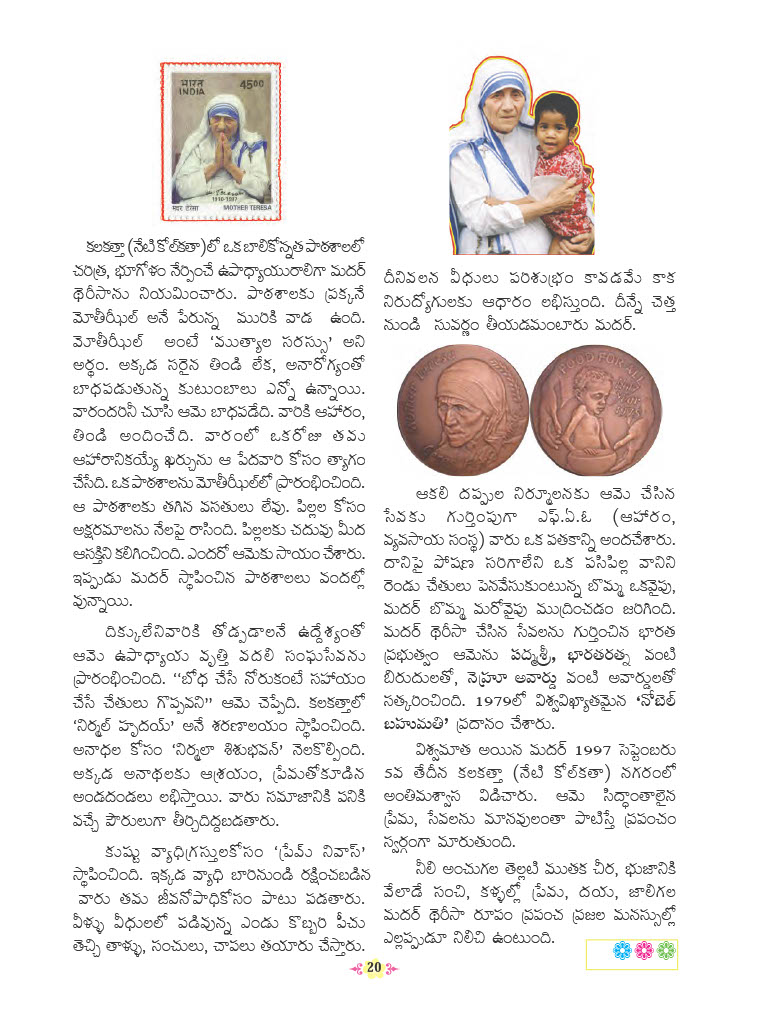 भारत
INDIA
4500
1910-1997
मदर टेरेसा MOTHER TERESA
కలకత్తా (నేటి కోల్‌కతా)లో ఒక బాలికోన్నత పాఠశాలలో
చరిత్ర, భూగోళం నేర్పించే ఉపాధ్యాయురాలిగా మదర్
థెరీసాను నియమించారు. పాఠశాలకు ప్రక్కనే
మోతీఝీల్ అనే పేరున్న మురికి వాడ ఉంది.
మోతీఝీల్ అంటే ‘ముత్యాల సరస్సు’ అని
అర్థం. అక్కడ సరైన తిండి లేక, అనారోగ్యంతో
బాధపడుతున్న కుటుంబాలు ఎన్నో ఉన్నాయి.
వారందరినీ చూసి ఆమె బాధపడేది. వారికి ఆహారం,
తిండి అందించేది. వారంలో ఒకరోజు తమ
ఆహారానికయ్యే ఖర్చును ఆ పేదవారి కోసం త్యాగం
చేసేది. ఒక పాఠశాలను మోతీఝీల్‌లో ప్రారంభించింది.
ఆ పాఠశాలకు తగిన వసతులు లేవు. పిల్లల కోసం
అక్షరమాలను నేలపై రాసింది. పిల్లలకు చదువు మీద
ఆసక్తిని కలిగించింది. ఎందరో ఆమెకు సాయం చేశారు.
ఇప్పుడు మదర్ స్థాపించిన పాఠశాలలు వందల్లో
వున్నాయి.
దిక్కులేనివారికి తోడ్పడాలనే ఉద్దేశ్యంతో
ఆమె ఉపాధ్యాయ వృత్తి వదలి సంఘసేవను
ప్రారంభించింది. “బోధ చేసే నోరుకంటే సహాయం
చేసే చేతులు గొప్పవని” ఆమె చెప్పేది. కలకత్తాలో
‘నిర్మల్ హృదయ్’ అనే శరణాలయం స్థాపించింది.
అనాధల కోసం ‘నిర్మలా శిశుభవన్’ నెలకొల్పింది.
అక్కడ అనాథలకు ఆశ్రయం, ప్రేమతోకూడిన
అండదండలు లభిస్తాయి. వారు సమాజానికి పనికి
వచ్చే పౌరులుగా తీర్చిదిద్దబడతారు.
కుష్టు వ్యాధిగ్రస్తులకోసం ‘ప్రేమ్ నివాస్’
స్థాపించింది. ఇక్కడ వ్యాధి బారినుండి రక్షించబడిన
వారు తమ జీవనోపాధికోసం పాటు పడతారు.
వీళ్ళు వీధులలో పడివున్న ఎండు కొబ్బరి పీచు
తెచ్చి తాళ్ళు, సంచులు, చాపలు తయారు చేస్తారు.
దీనివలన వీధులు పరిశుభ్రం కావడమే కాక
నిరుద్యోగులకు ఆధారం లభిస్తుంది. దీన్నే చెత్త
నుండి సువర్ణం తీయడమంటారు మదర్.
FOOD FOR ALL
ఆకలి దప్పుల నిర్మూలనకు ఆమె చేసిన
సేవకు గుర్తింపుగా ఎఫ్.ఏ.ఓ (ఆహారం,
వ్యవసాయ సంస్థ) వారు ఒక పతకాన్ని అందచేశారు.
దానిపై పోషణ సరిగాలేని ఒక పసిపిల్ల వానిని
రెండు చేతులు పెనవేసుకుంటున్న బొమ్మ ఒకవైపు,
మదర్ బొమ్మ మరోవైపు ముద్రించడం జరిగింది.
మదర్ థెరీసా చేసిన సేవలను గుర్తించిన భారత
ప్రభుత్వం ఆమెను పద్మశ్రీ, భారతరత్న వంటి
బిరుదులతో, నెహ్రూ అవార్డు వంటి అవార్డులతో
సత్కరించింది. 1979లో విశ్వవిఖ్యాతమైన ‘నోబెల్
బహుమతి’ ప్రదానం చేశారు.
విశ్వమాత అయిన మదర్ 1997 సెప్టెంబరు
5వ తేదీన కలకత్తా (నేటి కోల్‌కతా) నగరంలో
అంతిమశ్వాస విడిచారు. ఆమె సిద్ధాంతాలైన
ప్రేమ, సేవలను మానవులంతా పాటిస్తే ప్రపంచం
స్వర్గంగా మారుతుంది.
నీలి అంచుగల తెల్లటి ముతక చీర, భుజానికి
వేలాడే సంచి, కళ్ళల్లో ప్రేమ, దయ, జాలిగల
మదర్ థెరీసా రూపం ప్రపంచ ప్రజల మనస్సుల్లో
ఎల్లప్పుడూ నిలిచి ఉంటుంది.
20